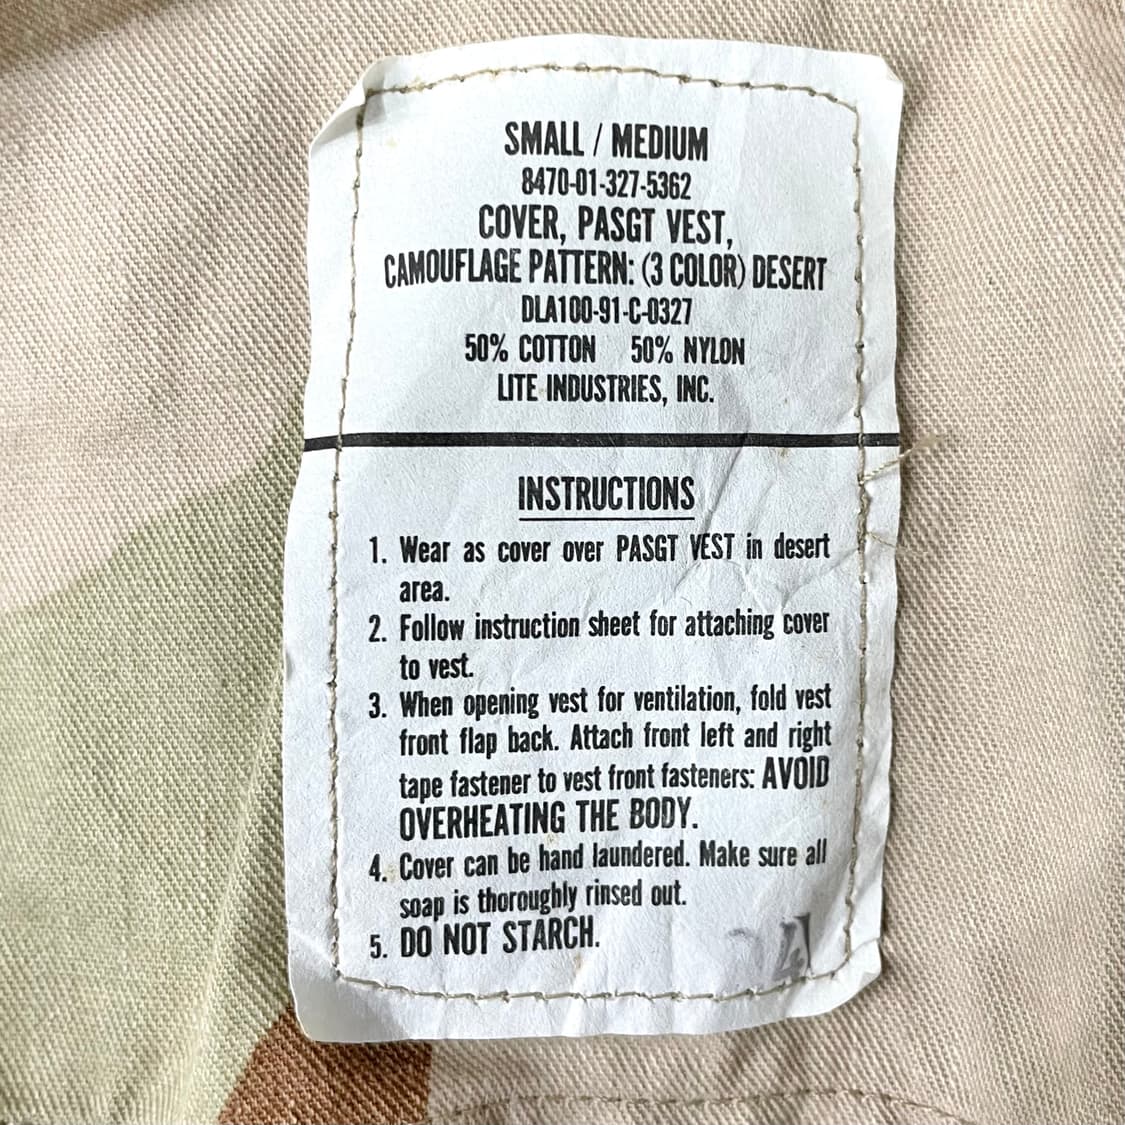 SMALL / MEDIUM
8470-01-327-5362
COVER, PASGT VEST,
CAMOUFLAGE PATTERN: (3 COLOR) DESERT
DLA100-91-C-0327
50% COTTON 50% NYLON
LITE INDUSTRIES, INC.
INSTRUCTIONS
1. Wear as cover over PASGT VEST in desert
area.
2. Follow instruction sheet for attaching cover
to vest.
3. When opening vest for ventilation, fold vest
front flap back. Attach front left and right
tape fastener to vest front fasteners: AVOID
OVERHEATING THE BODY.
4. Cover can be hand laundered. Make sure all
soap is thoroughly rinsed out.
5. DO NOT STARCH.